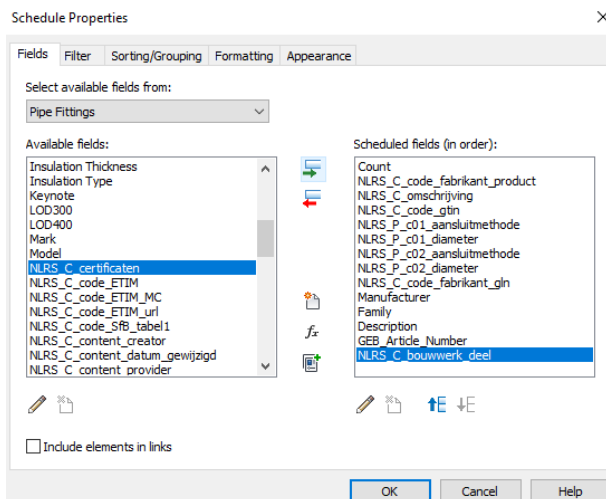 Schedule Properties
Fields
Filter
Sorting/Grouping
Formatting
Appearance
Select available fields from:
Pipe Fittings
Available fields:
Insulation Thickness
Insulation Type
Keynote
LOD300
LOD400
Mark
Model
NLRS_C_certificaten
NLRS_C_code_ETIM
NLRS_C_code_ETIM_MC
NLRS_C_code_ETIM_url
NLRS_C_code_SfB_tabel1
NLRS_C_content_creator
NLRS_C_content_datum_gewijzigd
NLRS_C_content_provider
Scheduled fields (in order):
Count
NLRS_C_code_fabrikant_product
NLRS_C_omschrijving
NLRS_C_code_gtin
NLRS_P_c01_aansluitmethode
NLRS_P_c01_diameter
NLRS_P_c02_aansluitmethode
NLRS_P_c02_diameter
NLRS_C_code_fabrikant_gln
Manufacturer
Family
Description
GEB_Article_Number
NLRS_C_bouwwerk_deel
fx
Include elements in links
OK
Cancel
Help